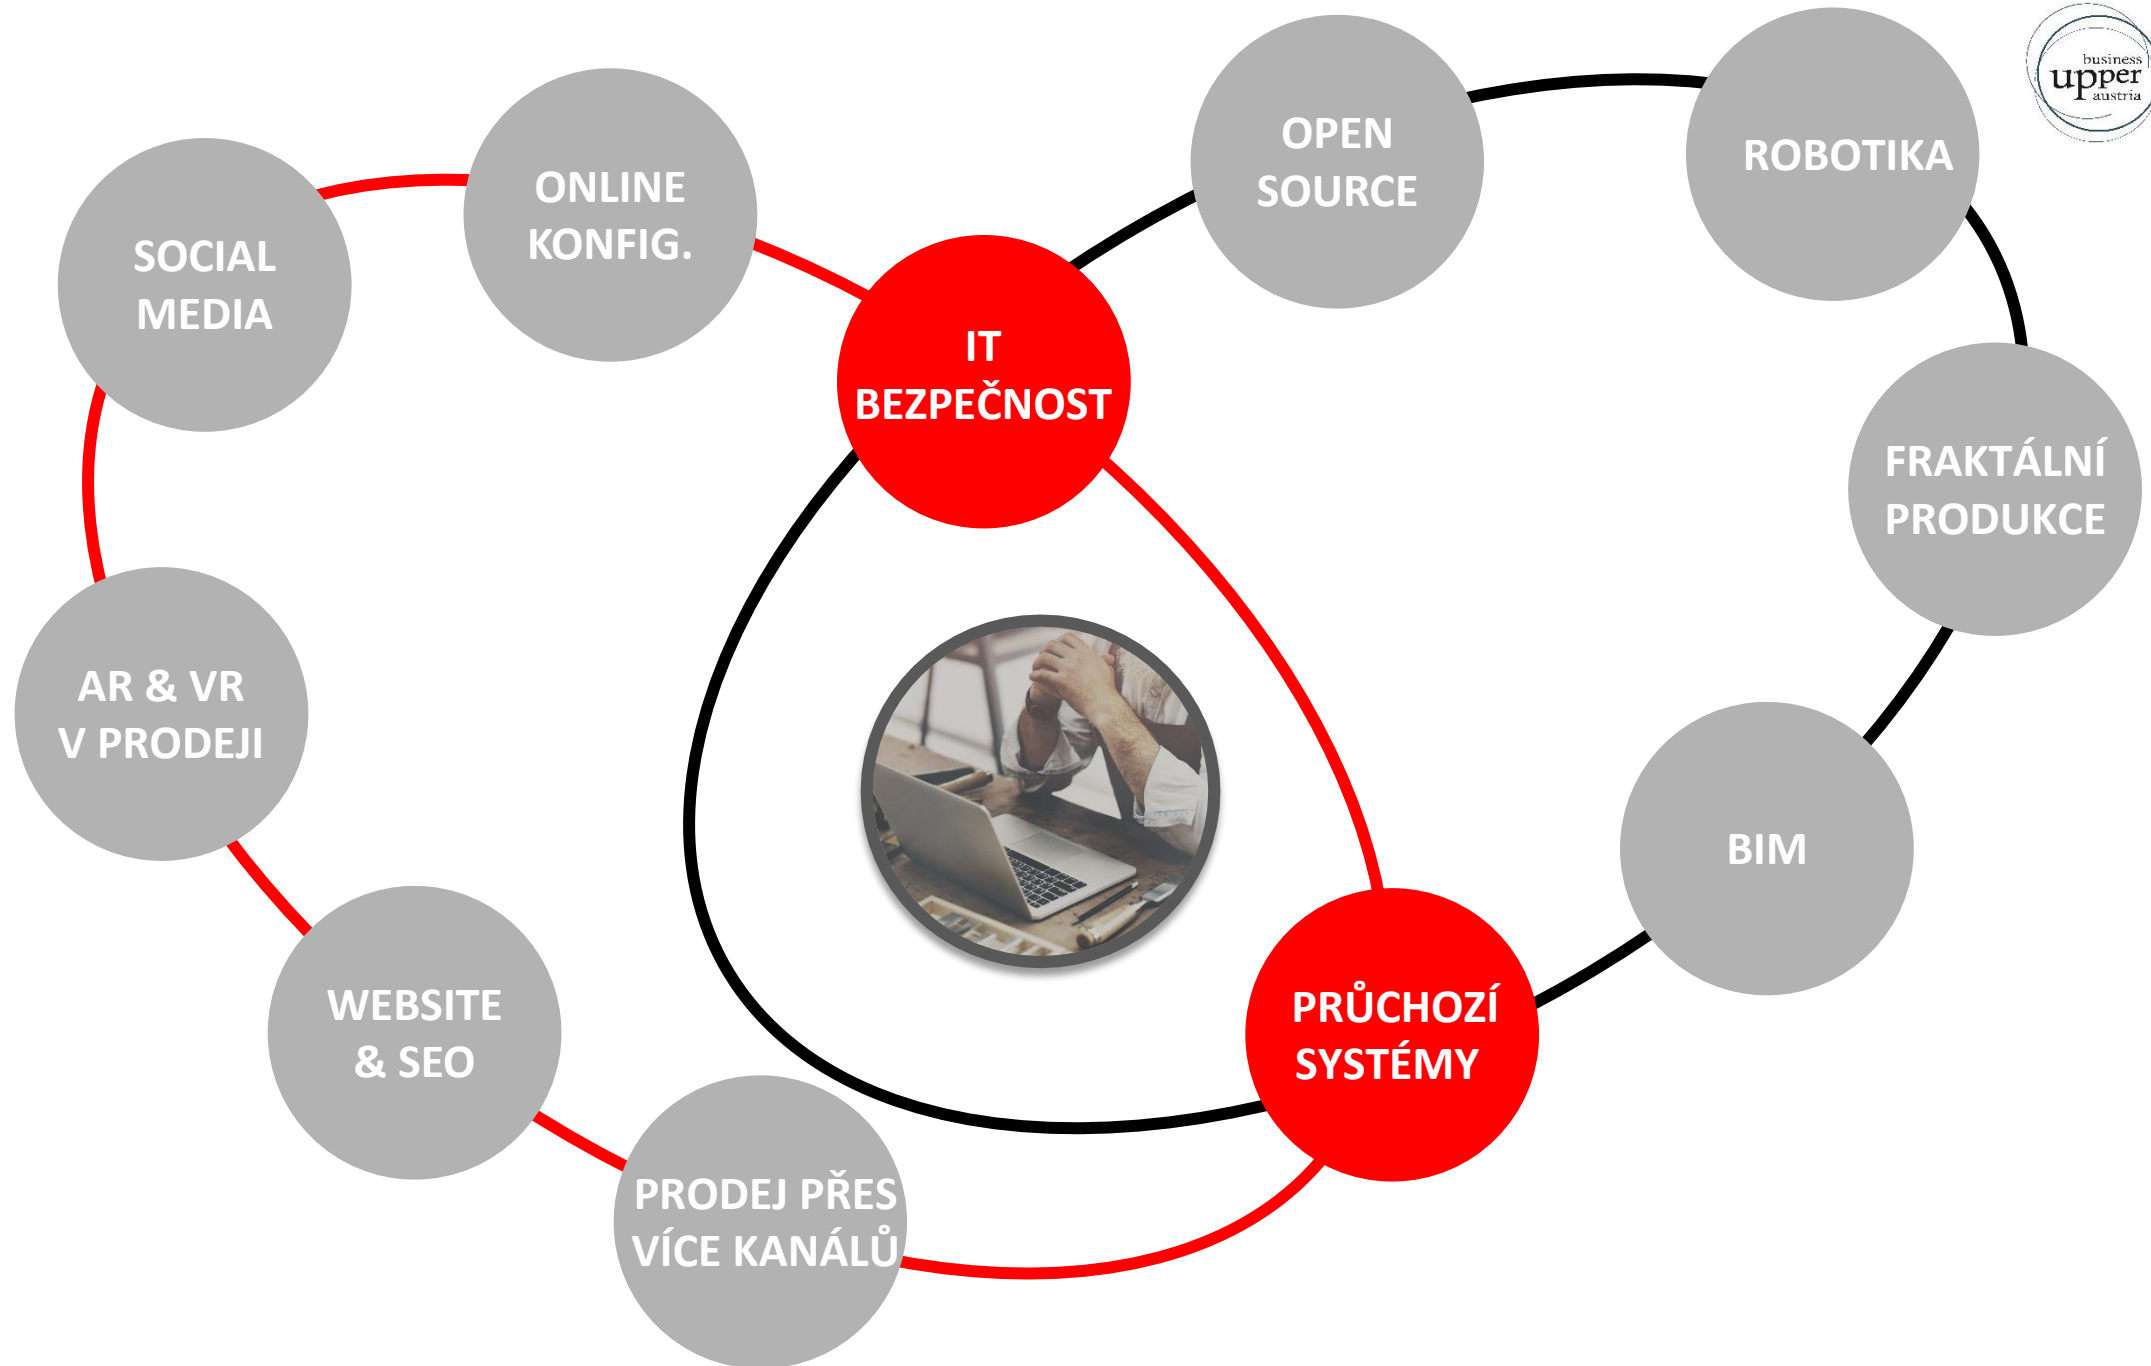 business
upper
austria
OPEN
SOURCE
ROBOTIKA
ONLINE
KONFIG.
SOCIAL
MEDIA
IT
BEZPEČNOST
FRAKTÁLNÍ
PRODUKCE
AR & VR
V PRODEJI
BIM
WEBSITE
& SEO
PRŮCHOZÍ
SYSTÉMY
PRODEJ PŘES
VÍCE KANÁLŮ